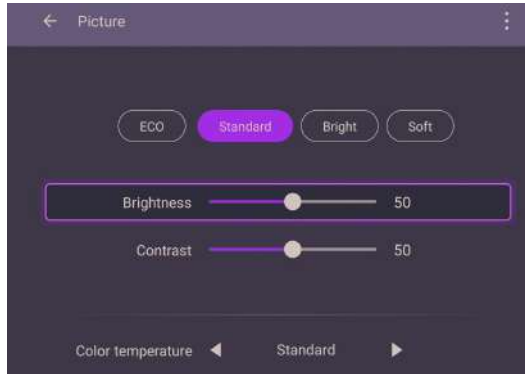 Picture
ECO Standard Bright Soft
Brightness 50
Contrast 50
Color temperature Standard